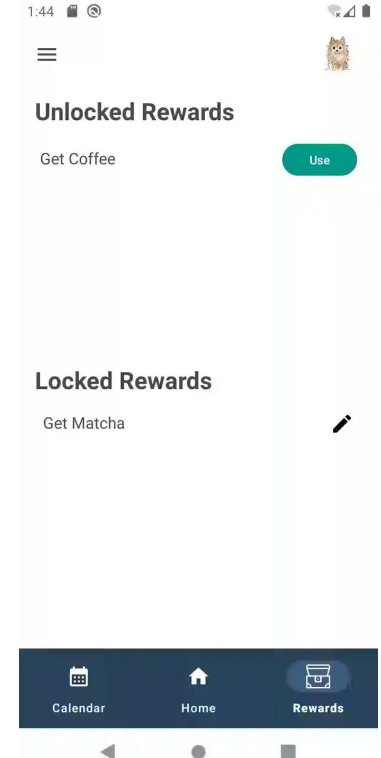 1:44
Unlocked Rewards
Get Coffee
Use
Locked Rewards
Get Matcha
Calendar
Home
Rewards